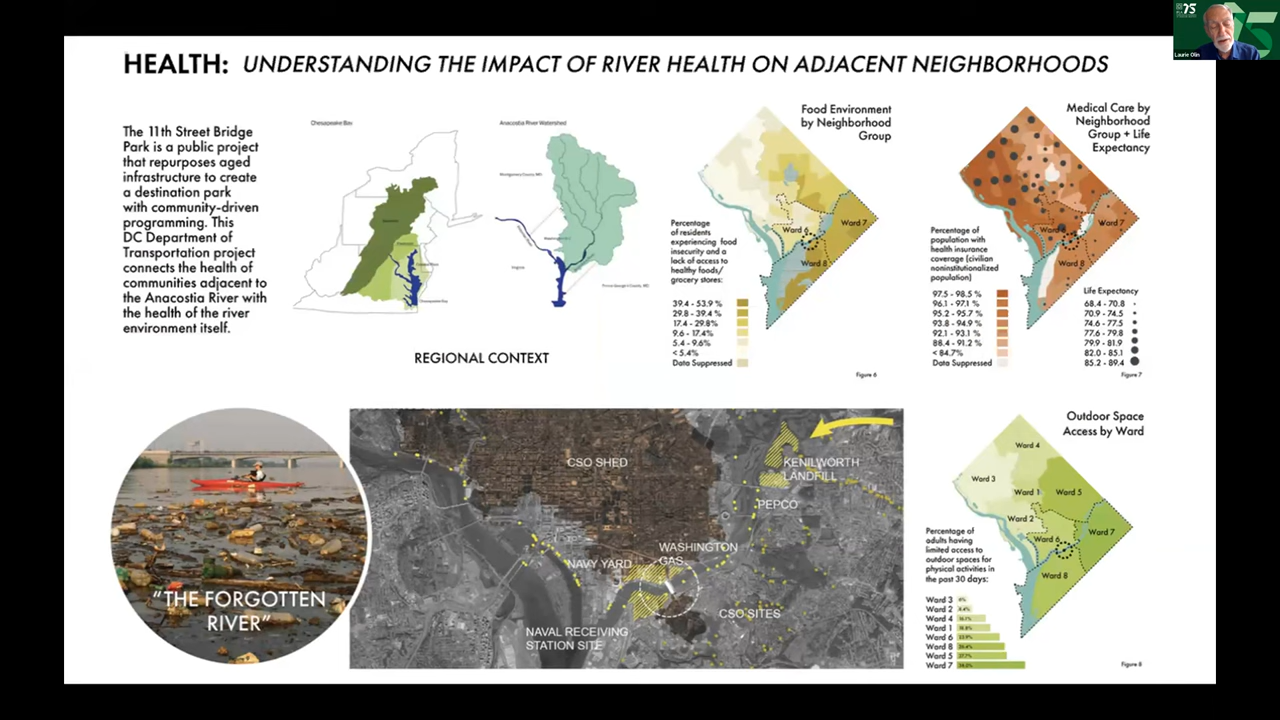 75
Laurie Olin
HEALTH: UNDERSTANDING THE IMPACT OF RIVER HEALTH ON ADJACENT NEIGHBORHOODS
The 11th Street Bridge
Park is a public project
that repurposes aged
infrastructure to create
a destination park
with community-driven
programming. This
DC Department of
Transportation project
connects the health of
communities adjacent to
the Anacostia River with
the health of the river
environment itself.
Chesapeake Bay
Chesapeake Bay
Anacostia River Watershed
Montgomery County, MD
Virginia
Prince George's County, MD
REGIONAL CONTEXT
Food Environment
by Neighborhood
Group
Ward 7
Ward 6
Ward 8
Percentage
of residents
experiencing food
insecurity and a
lack of access to
healthy foods/
grocery stores:
39.4 - 53.9 %
29.8 - 39.4 %
17.4 - 29.8%
9.6 - 17.4%
5.4 - 9.6%
< 5.4%
Data Suppressed
Figure 6
Medical Care by
Neighborhood
Group + Life
Expectancy
Ward 7
Ward
Ward 8
Percentage of
population with
health insurance
coverage (civilian
noninstitutionalized
population)
97.5 - 98.5 %
96.1 - 97.1 %
95.2 - 95.7 %
93.8 - 94.9 %
92.1 - 93.1 %
88.4 - 91.2 %
< 84.7%
Data Suppressed
Life Expectancy
68.4 - 70.8
70.9 - 74.5
74.6 - 77.5
77.6 - 79.8
79.9 - 81.9
82.0 - 85.1
85.2 - 89.4
Figure 7
"THE FORGOTTEN
RIVER"
CSO SHED
KENILWORTH
LANDFILL
PEPCO
WASHINGTON
GAS
NAVY YARD
CSO SITES
NAVAL RECEIVING
STATION SITE
Outdoor Space
Access by Ward
Ward 4
Ward 3
Ward 1
Ward 5
Ward 2
Ward 7
Ward 6
Ward 8
Percentage of
adults having
limited access to
outdoor spaces for
physical activities in
the past 30 days:
Ward 3
Ward 2
Ward 4
Ward 1
Ward 6
Ward 8
Ward 5
Ward 7
Figure 8